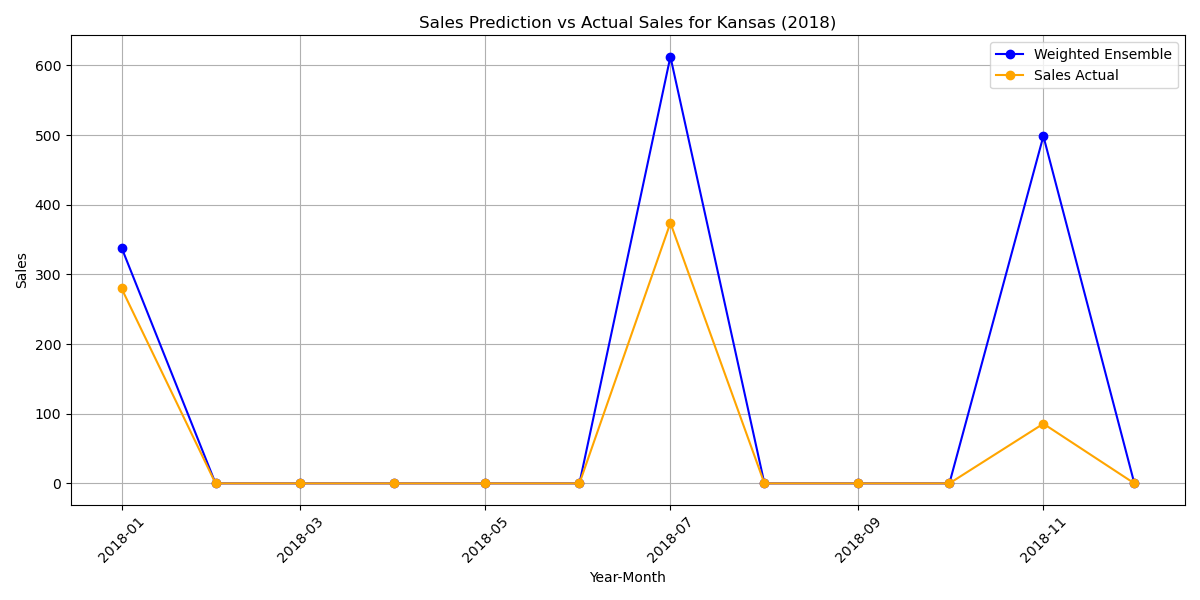 Sales Prediction vs Actual Sales for Kansas (2018)
Weighted Ensemble
Sales Actual
Sales
600
500
400
300
200
100
0
2018-01
2018-03
2018-05
2018-07
2018-09
2018-11
Year-Month